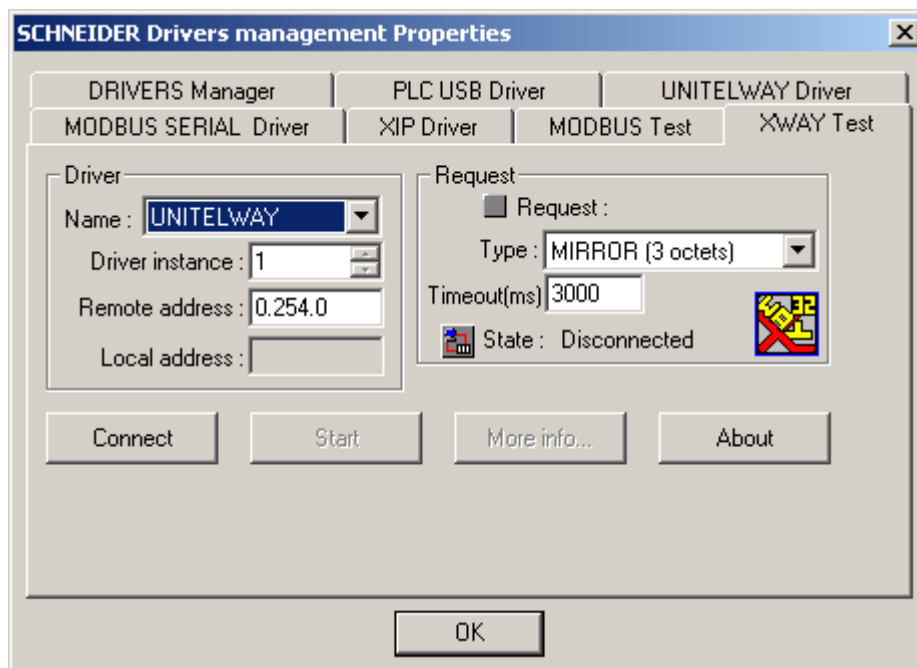 SCHNEIDER Drivers management Properties
DRIVERS Manager PLC USB Driver UNITELWAY Driver
MODBUS SERIAL Driver XIP Driver MODBUS Test XWAY Test
Driver
Name : UNITELWAY
Driver instance : 1
Remote address : 0.254.0
Local address :
Request
Request :
Type : MIRROR (3 octets)
Timeout(ms) 3000
State : Disconnected
32
Connect Start More info... About
OK